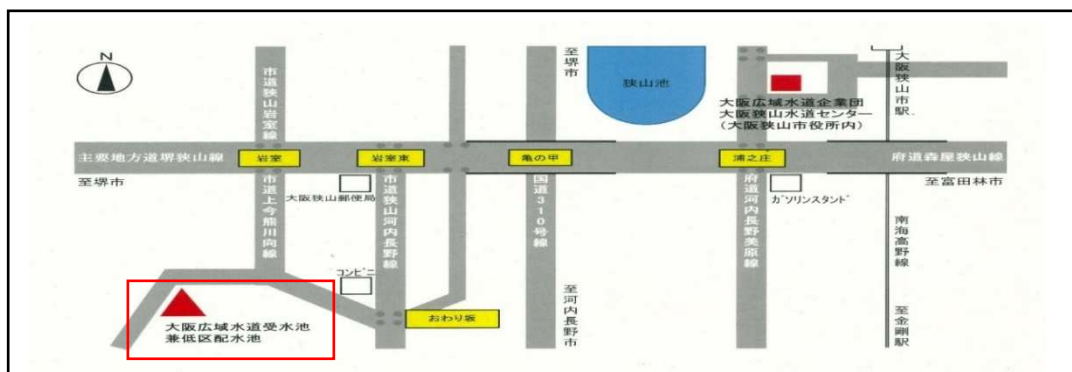 N
市道狭山岩室線
至堺市
狭山池
大阪狭山市駅
大阪広域水道企業団
大阪狭山水道センター
(大阪狭山市役所内)
主要地方道堺狭山線
岩室
岩室東
亀の甲
浦之庄
府道森屋狭山線
至堺市
至富田林市
大阪狭山郵便局
ガソリンスタンド
市道上今熊川向線
市道狭山河内長野線
国道310号線
府道河内長野美原線
南海高野線
コンビニ
大阪広域水道受水池
兼低区配水池
おわり坂
至河内長野市
至金剛駅